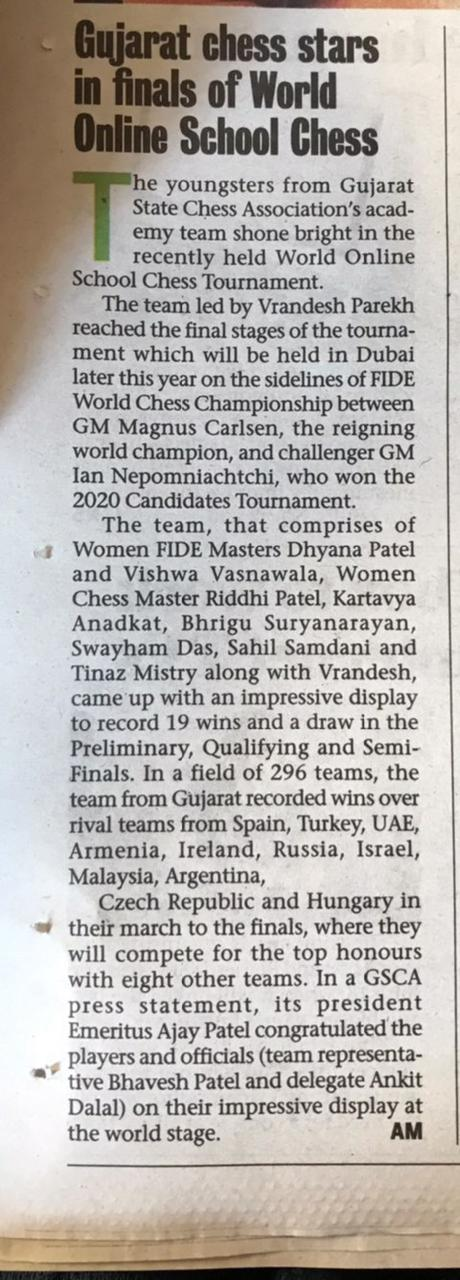 Gujarat chess stars
in finals of World
Online School Chess
The youngsters from Gujarat
State Chess Association's acad-
emy team shone bright in the
recently held World Online
School Chess Tournament.
The team led by Vrandesh Parekh
reached the final stages of the tourna-
ment which will be held in Dubai
later this year on the sidelines of FIDE
World Chess Championship between
GM Magnus Carlsen, the reigning
world champion, and challenger GM
Ian Nepomniachtchi, who won the
2020 Candidates Tournament.
The team, that comprises of
Women FIDE Masters Dhyana Patel
and Vishwa Vasnawala, Women
Chess Master Riddhi Patel, Kartavya
Anadkat, Bhrigu Suryanarayan,
Swayham Das, Sahil Samdani and
Tinaz Mistry along with Vrandesh,
came up with an impressive display
to record 19 wins and a draw in the
Preliminary, Qualifying and Semi-
Finals. In a field of 296 teams, the
team from Gujarat recorded wins over
rival teams from Spain, Turkey, UAE,
Armenia, Ireland, Russia, Israel,
Malaysia, Argentina,
Czech Republic and Hungary in
their march to the finals, where they
will compete for the top honours
with eight other teams. In a GSCA
press statement, its president
Emeritus Ajay Patel congratulated the
players and officials (team representa-
tive Bhavesh Patel and delegate Ankit
Dalal) on their impressive display at
the world stage. AM